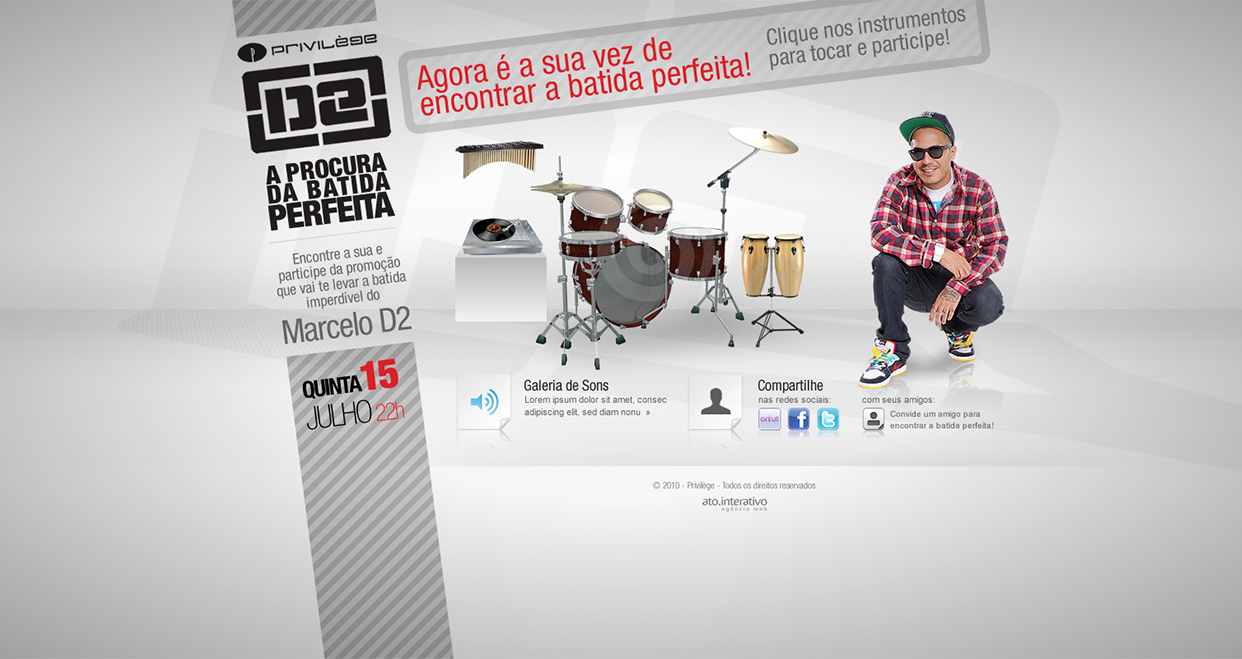 PRIVILÈGE
D2
A PROCURA
DA BATIDA
PERFEITA
Encontre a sua e
participe da promoção
que vai te levar a batida
imperdível do
Marcelo D2
QUINTA 15
JULHO 22h
Agora é a sua vez de
encontrar a batida perfeita!
Clique nos instrumentos
para tocar e participe!
Galeria de Sons
Lorem ipsum dolor sit amet, consec
adipiscing elit, sed diam nonu »
Compartilhe
nas redes sociais:
orkut
f
t
com seus amigos:
Convide um amigo para
encontrar a batida perfeita!
© 2010 - Privilège - Todos os direitos reservados
ato.interativo
agência web